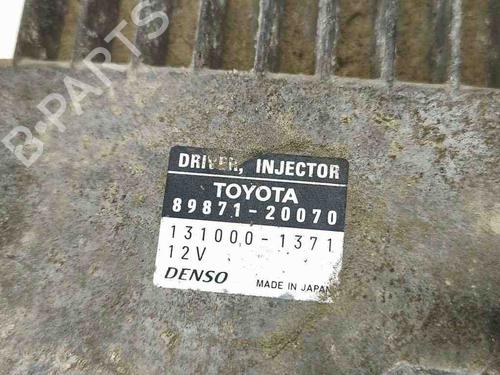 B-PARTS
DRIVER, INJECTOR
TOYOTA
89871-20070
131000-1371
12V
DENSO MADE IN JAPAN